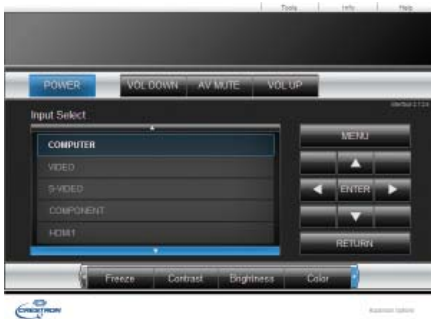 Tools Info Help
POWER VOL DOWN AV MUTE VOL UP
Input Select
COMPUTER
VIDEO
S-VIDEO
COMPONENT
HDMI1
MENU
ENTER
RETURN
Freeze Contrast Brightness Color
CRESTRON